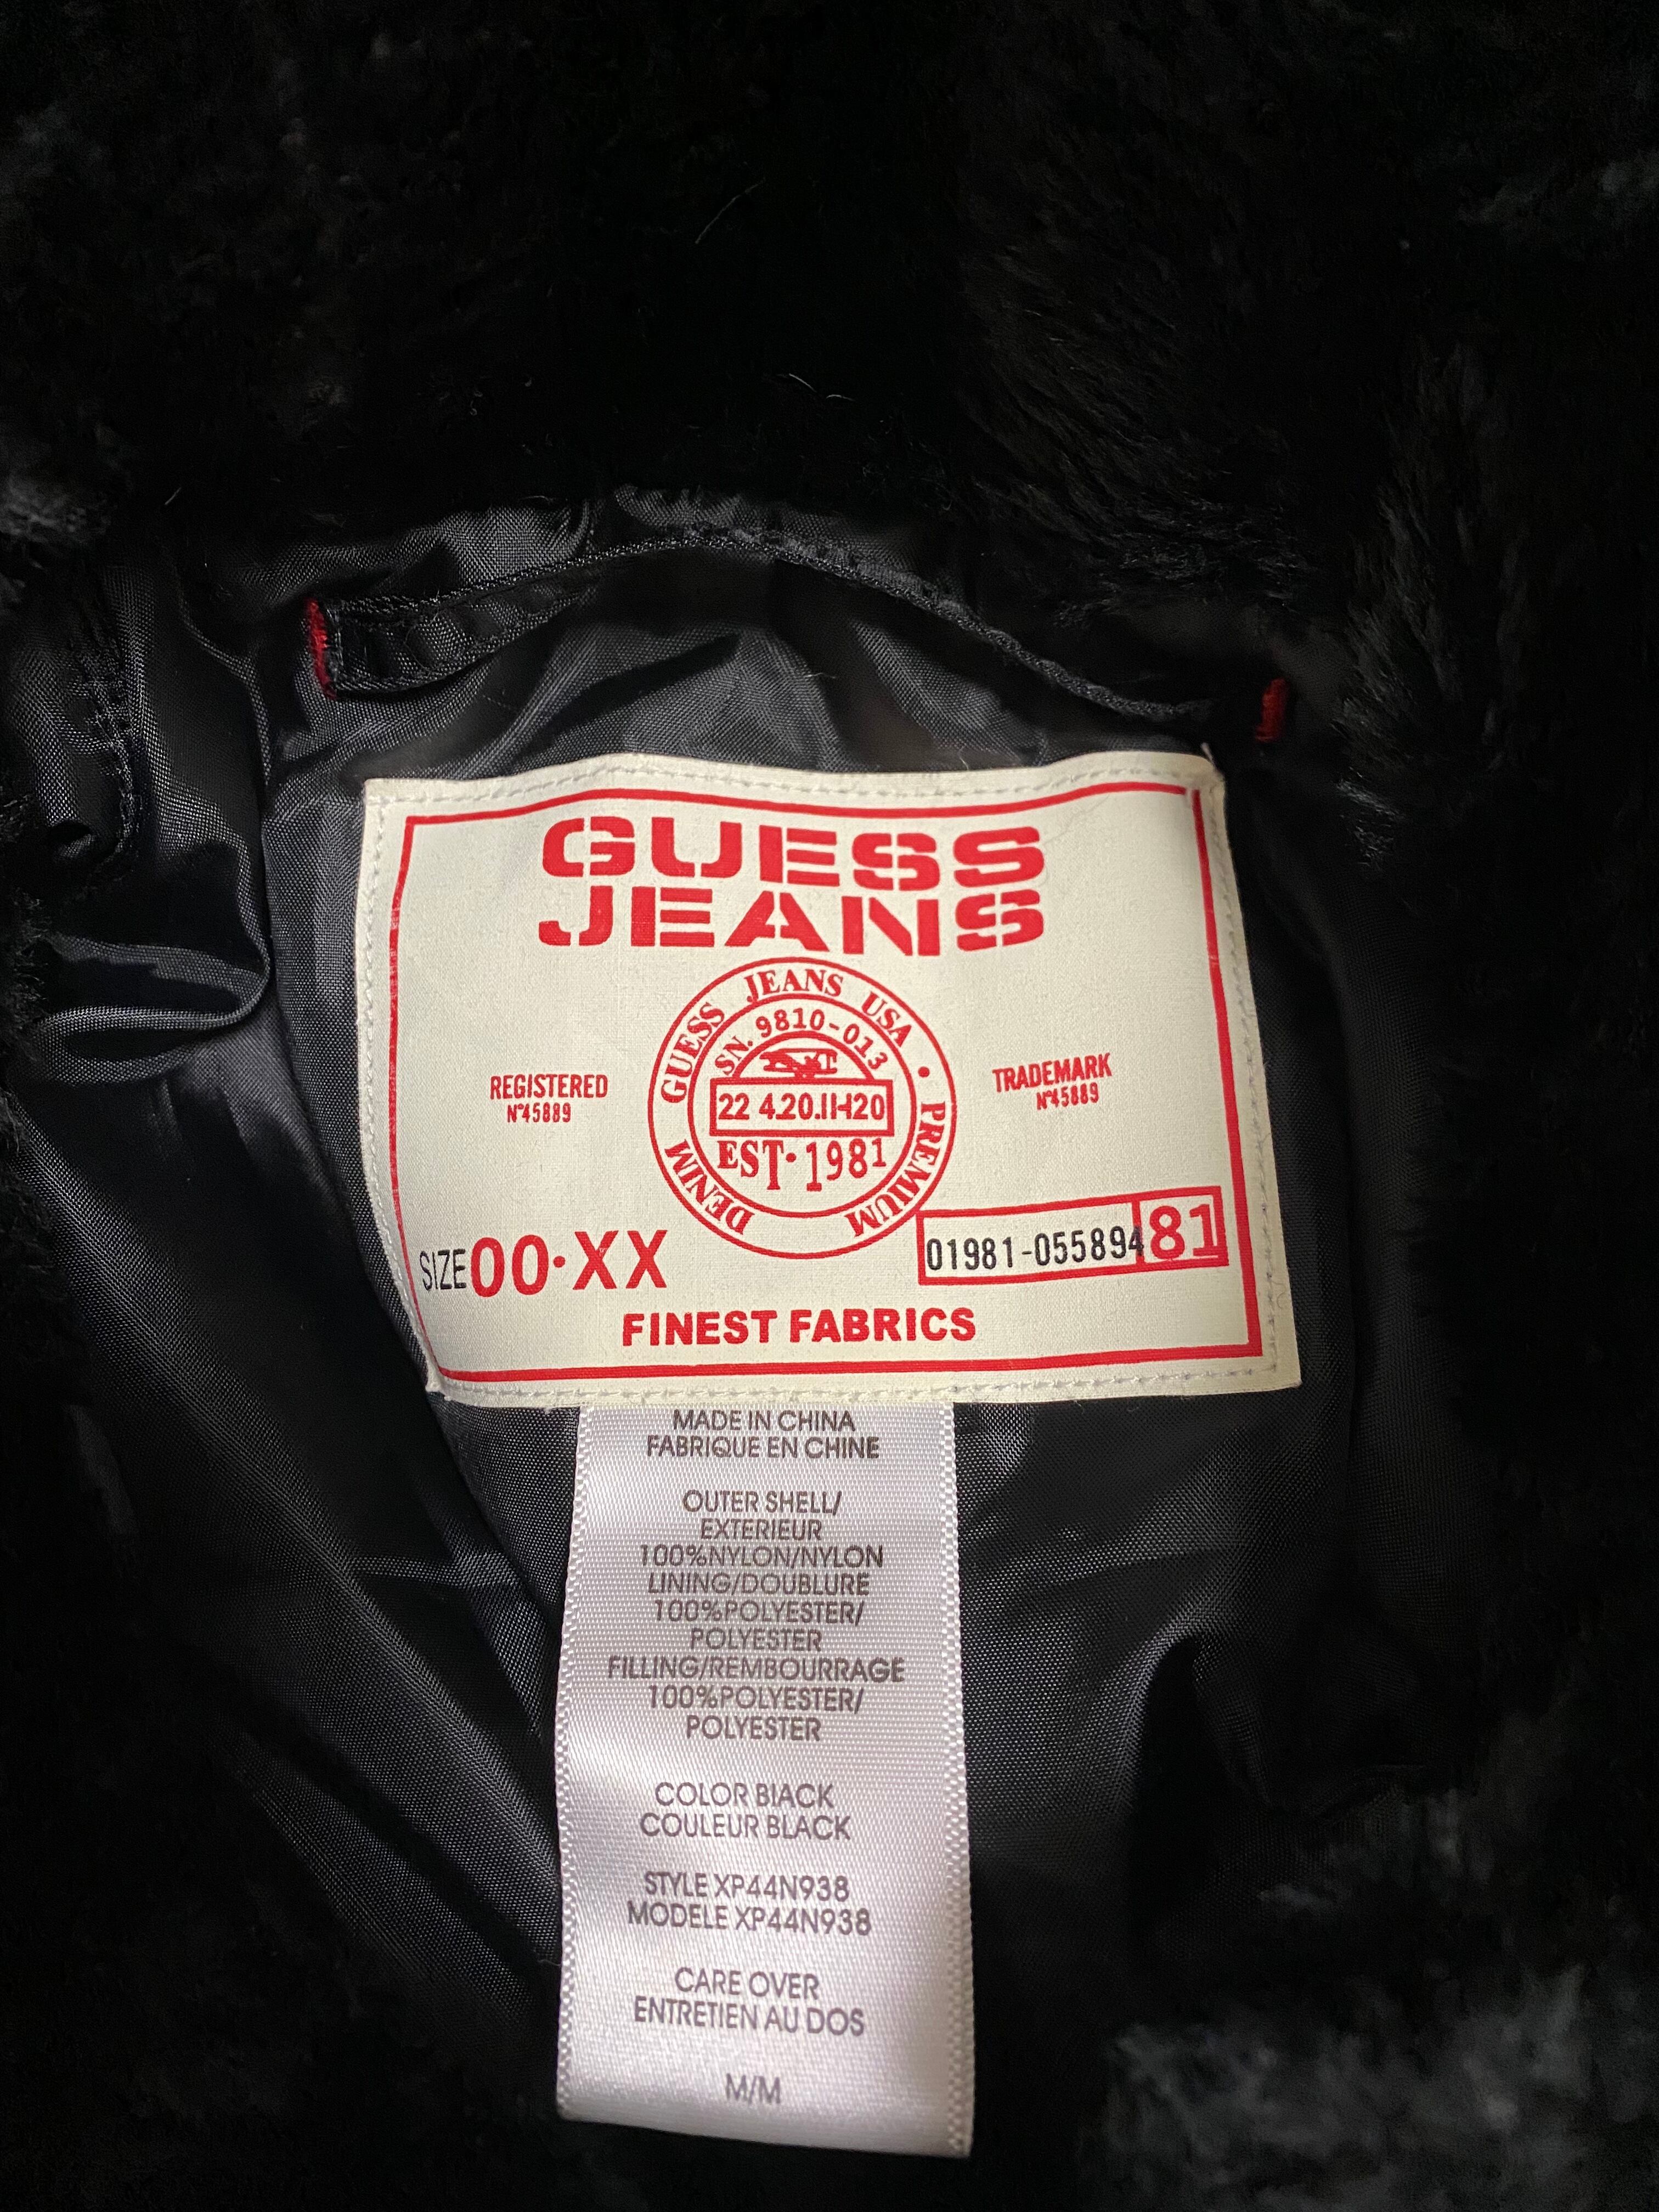 GUESS
JEANS
GUESS JEANS USA • PREMIUM DENIM
SN. 9810-013
22 4.20.11-120
EST·1981
REGISTERED
N°45889
TRADEMARK
N°45889
SIZE 00·XX
01981-055894 81
FINEST FABRICS
MADE IN CHINA
FABRIQUE EN CHINE
OUTER SHELL/
EXTERIEUR
100%NYLON/NYLON
LINING/DOUBLURE
100%POLYESTER/
POLYESTER
FILLING/REMBOURRAGE
100%POLYESTER/
POLYESTER
COLOR BIACK
COULEUR BLACK
STYLE XP44N938
MODELE XP44N938
CARE OVER
ENTRETIEN AU DOS
M/M